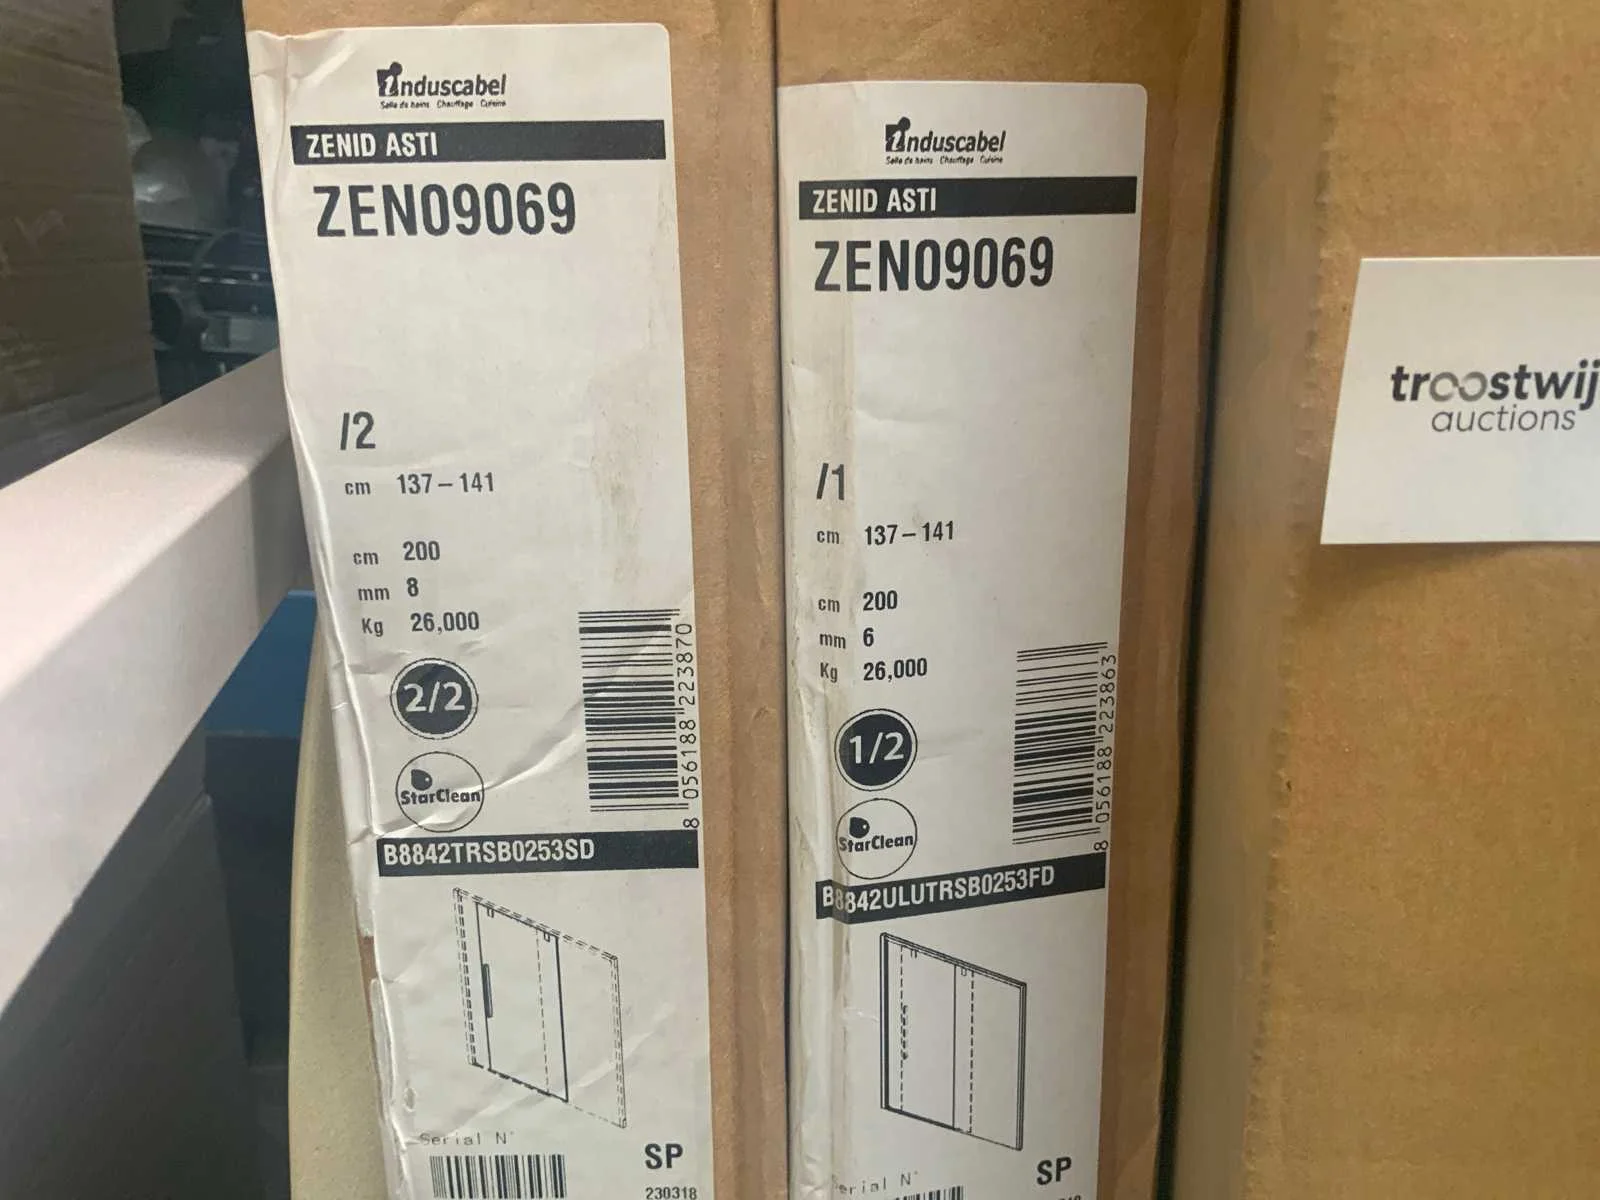 induscabel
Salle de bains Chauffage Cuisine
ZENID ASTI
ZEN09069
/2
cm 137 – 141
cm 200
mm 8
Kg 26,000
2/2
StarClean
8 056188 223870
B8842TRSB0253SD
Serial N°
SP
230318
induscabel
Salle de bains Chauffage Cuisine
ZENID ASTI
ZEN09069
/1
cm 137 – 141
cm 200
mm 6
Kg 26,000
1/2
StarClean
8 056188 223863
B8842ULUTRSB0253FD
Serial N°
SP
troostwij
auctions